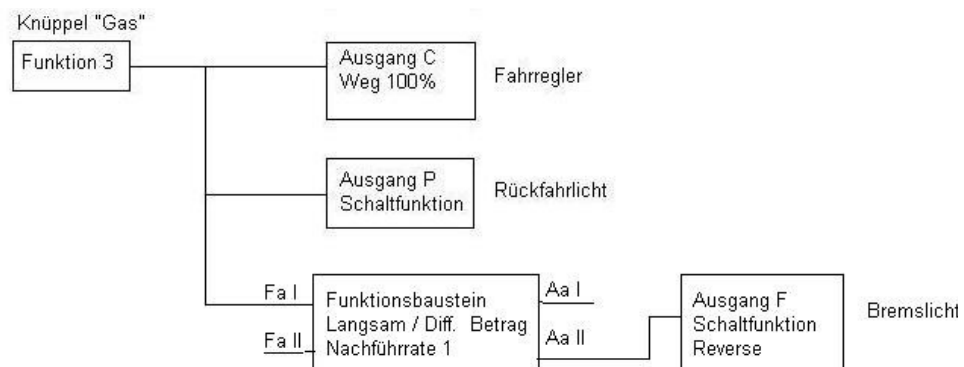 Knüppel "Gas"
Funktion 3
Ausgang C
Weg 100%
Fahrregler
Ausgang P
Schaltfunktion
Rückfahrlicht
Fa I
Fa II
Funktionsbaustein
Langsam / Diff. Betrag
Nachführrate 1
Aa I
Aa II
Ausgang F
Schaltfunktion
Reverse
Bremslicht